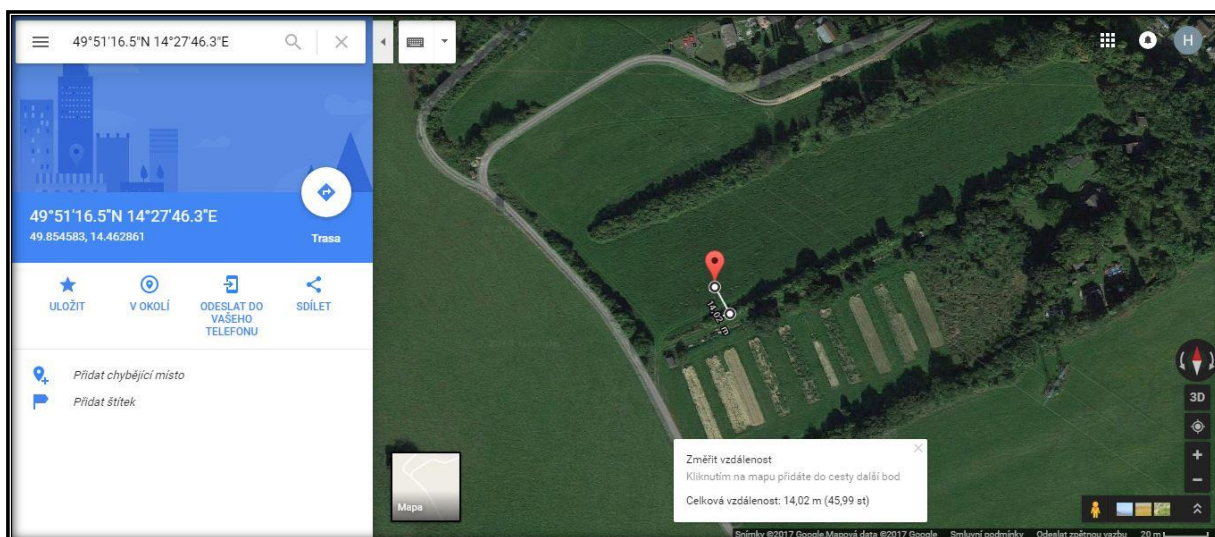 49°51'16.5"N 14°27'46.3"E
H
49°51'16.5"N 14°27'46.3"E
49.854583, 14.462861
Trasa
ULOŽIT
V OKOLÍ
ODESLAT DO
VAŠEHO
TELEFONU
SDÍLET
Přidat chybějící místo
Přidat štítek
14,02 m
3D
Mapa
Změřit vzdálenost
Kliknutím na mapu přidáte do cesty další bod
Celková vzdálenost: 14,02 m (45,99 st)
Snímky ©2017 Google, Mapová data ©2017 Google Smluvní podmínky Odeslat zpětnou vazbu 20 m